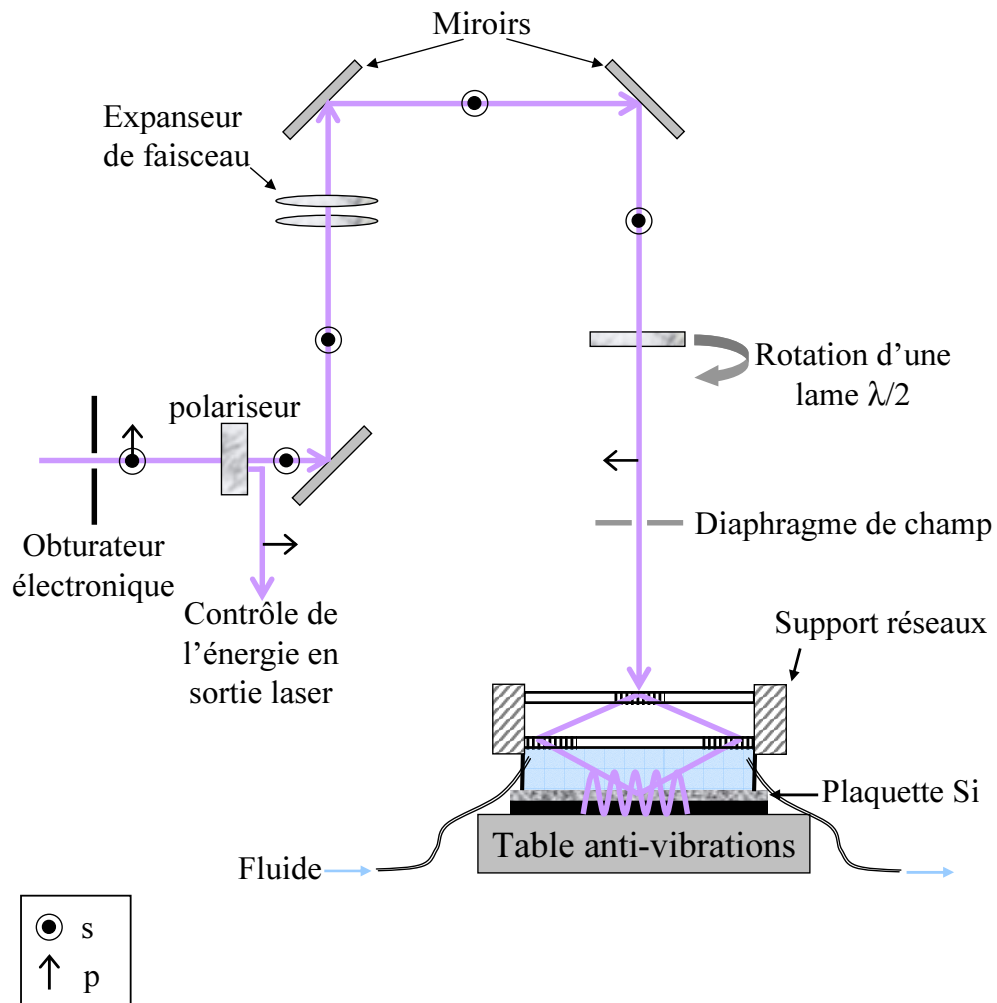 Miroirs
Expanseur
de faisceau
Rotation d’une
lame λ/2
polariseur
Diaphragme de champ
Obturateur
électronique
Contrôle de
l’énergie en
sortie laser
Support réseaux
Plaquette Si
Table anti-vibrations
Fluide
s
p